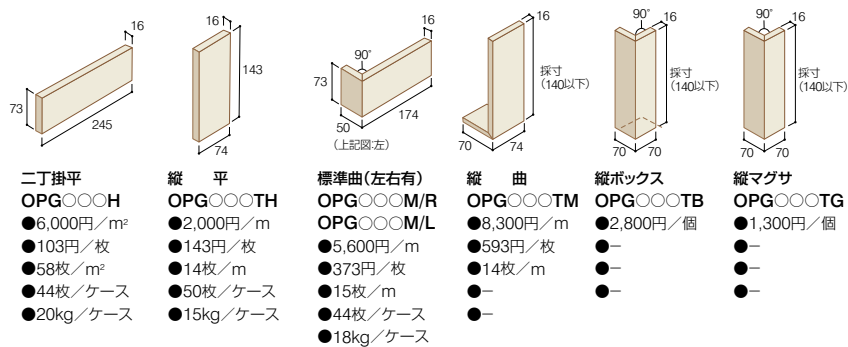 16
73
245
二丁掛平
OPG○○○H
●6,000円／m²
●103円／枚
●58枚／m²
●44枚／ケース
●20kg／ケース
16
143
74
縦　平
OPG○○○TH
●2,000円／m
●143円／枚
●14枚／m
●50枚／ケース
●15kg／ケース
90°
16
73
50
174
（上記図:左）
標準曲（左右有）
OPG○○○M/R
OPG○○○M/L
●5,600円／m
●373円／枚
●15枚／m
●44枚／ケース
●18kg／ケース
16
採寸
（140以下）
70
74
縦　曲
OPG○○○TM
●8,300円／m
●593円／枚
●14枚／m
●−
●−
90°
16
採寸
（140以下）
70
70
縦ボックス
OPG○○○TB
●2,800円／個
●−
●−
●−
90°
16
採寸
（140以下）
70
70
縦マグサ
OPG○○○TG
●1,300円／個
●−
●−
●−